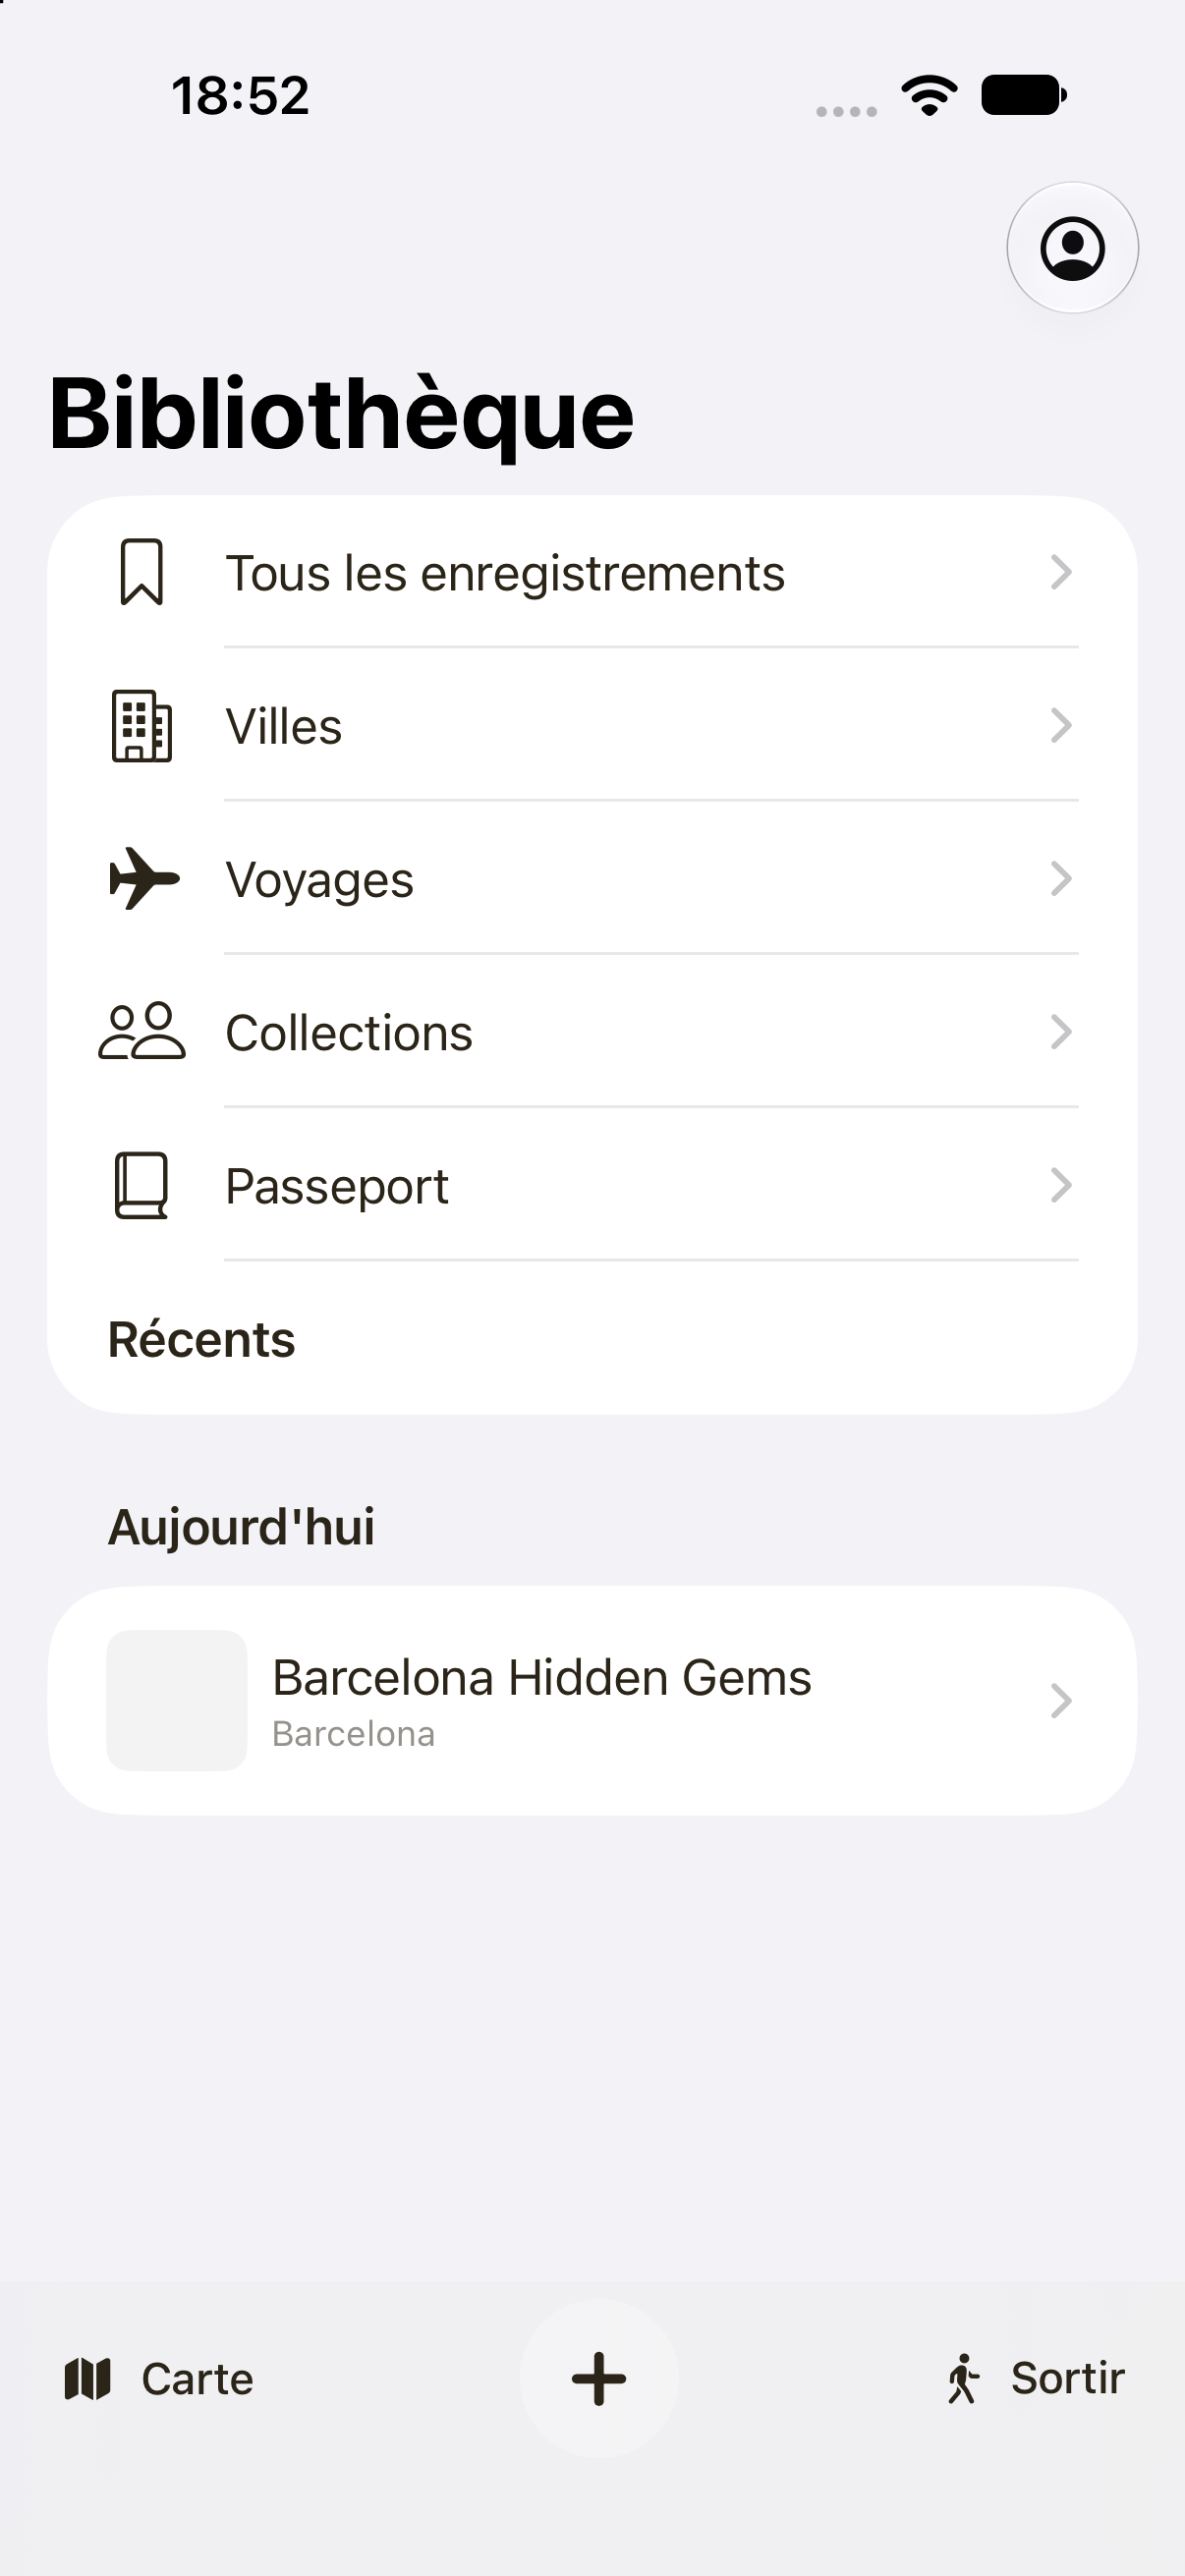 18:52
Bibliothèque
Tous les enregistrements
Villes
Voyages
Collections
Passeport
Récents
Aujourd'hui
Barcelona Hidden Gems
Barcelona
Carte
Sortir